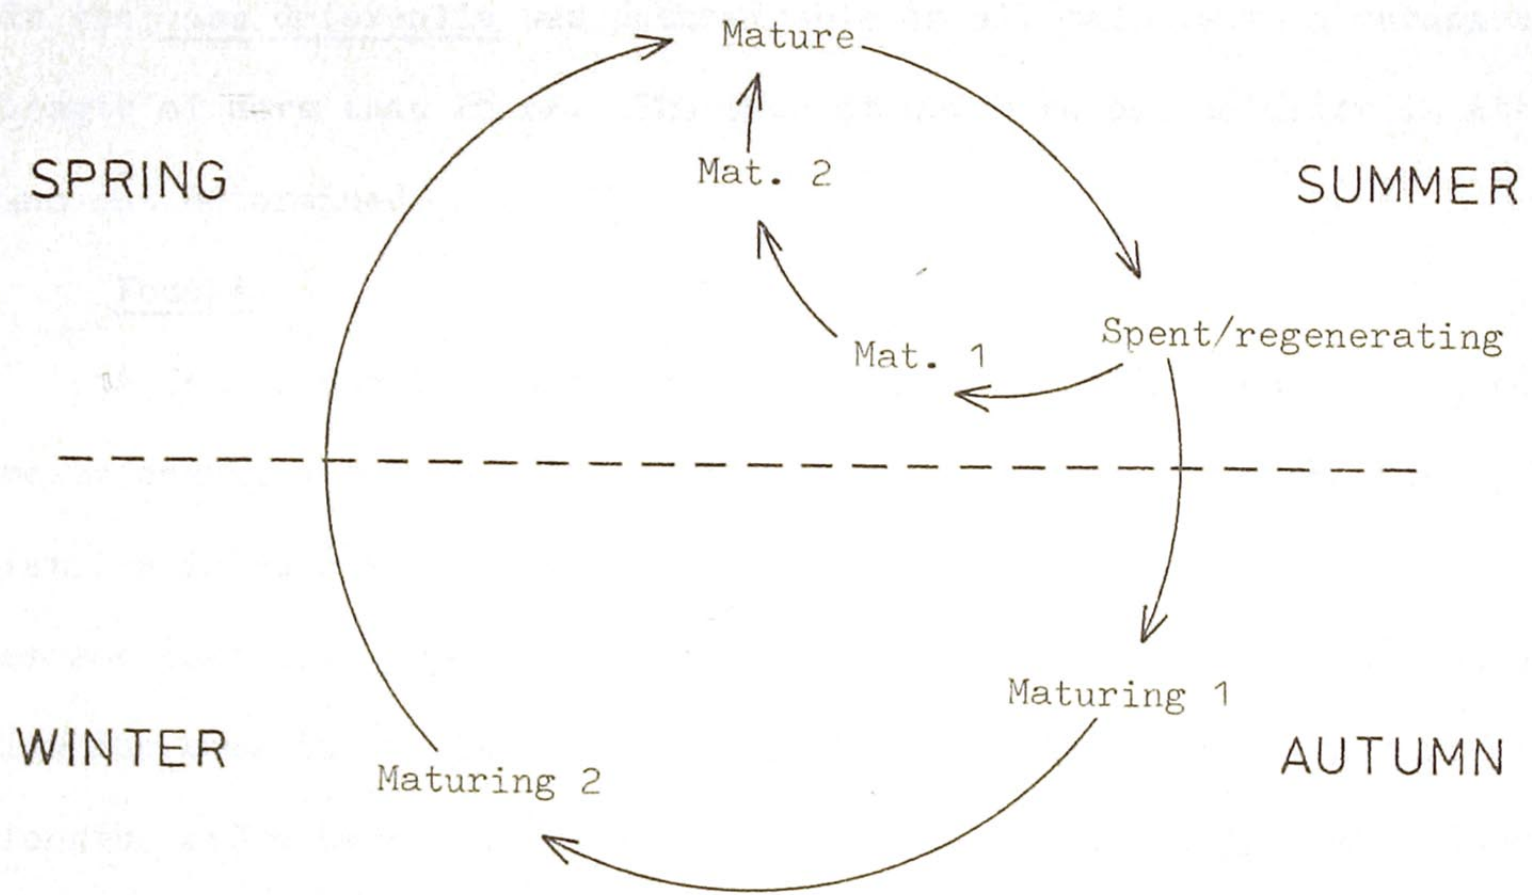 Mature
SPRING
Mat. 2
SUMMER
Spent/regenerating
Mat. 1
Maturing 1
WINTER
Maturing 2
AUTUMN